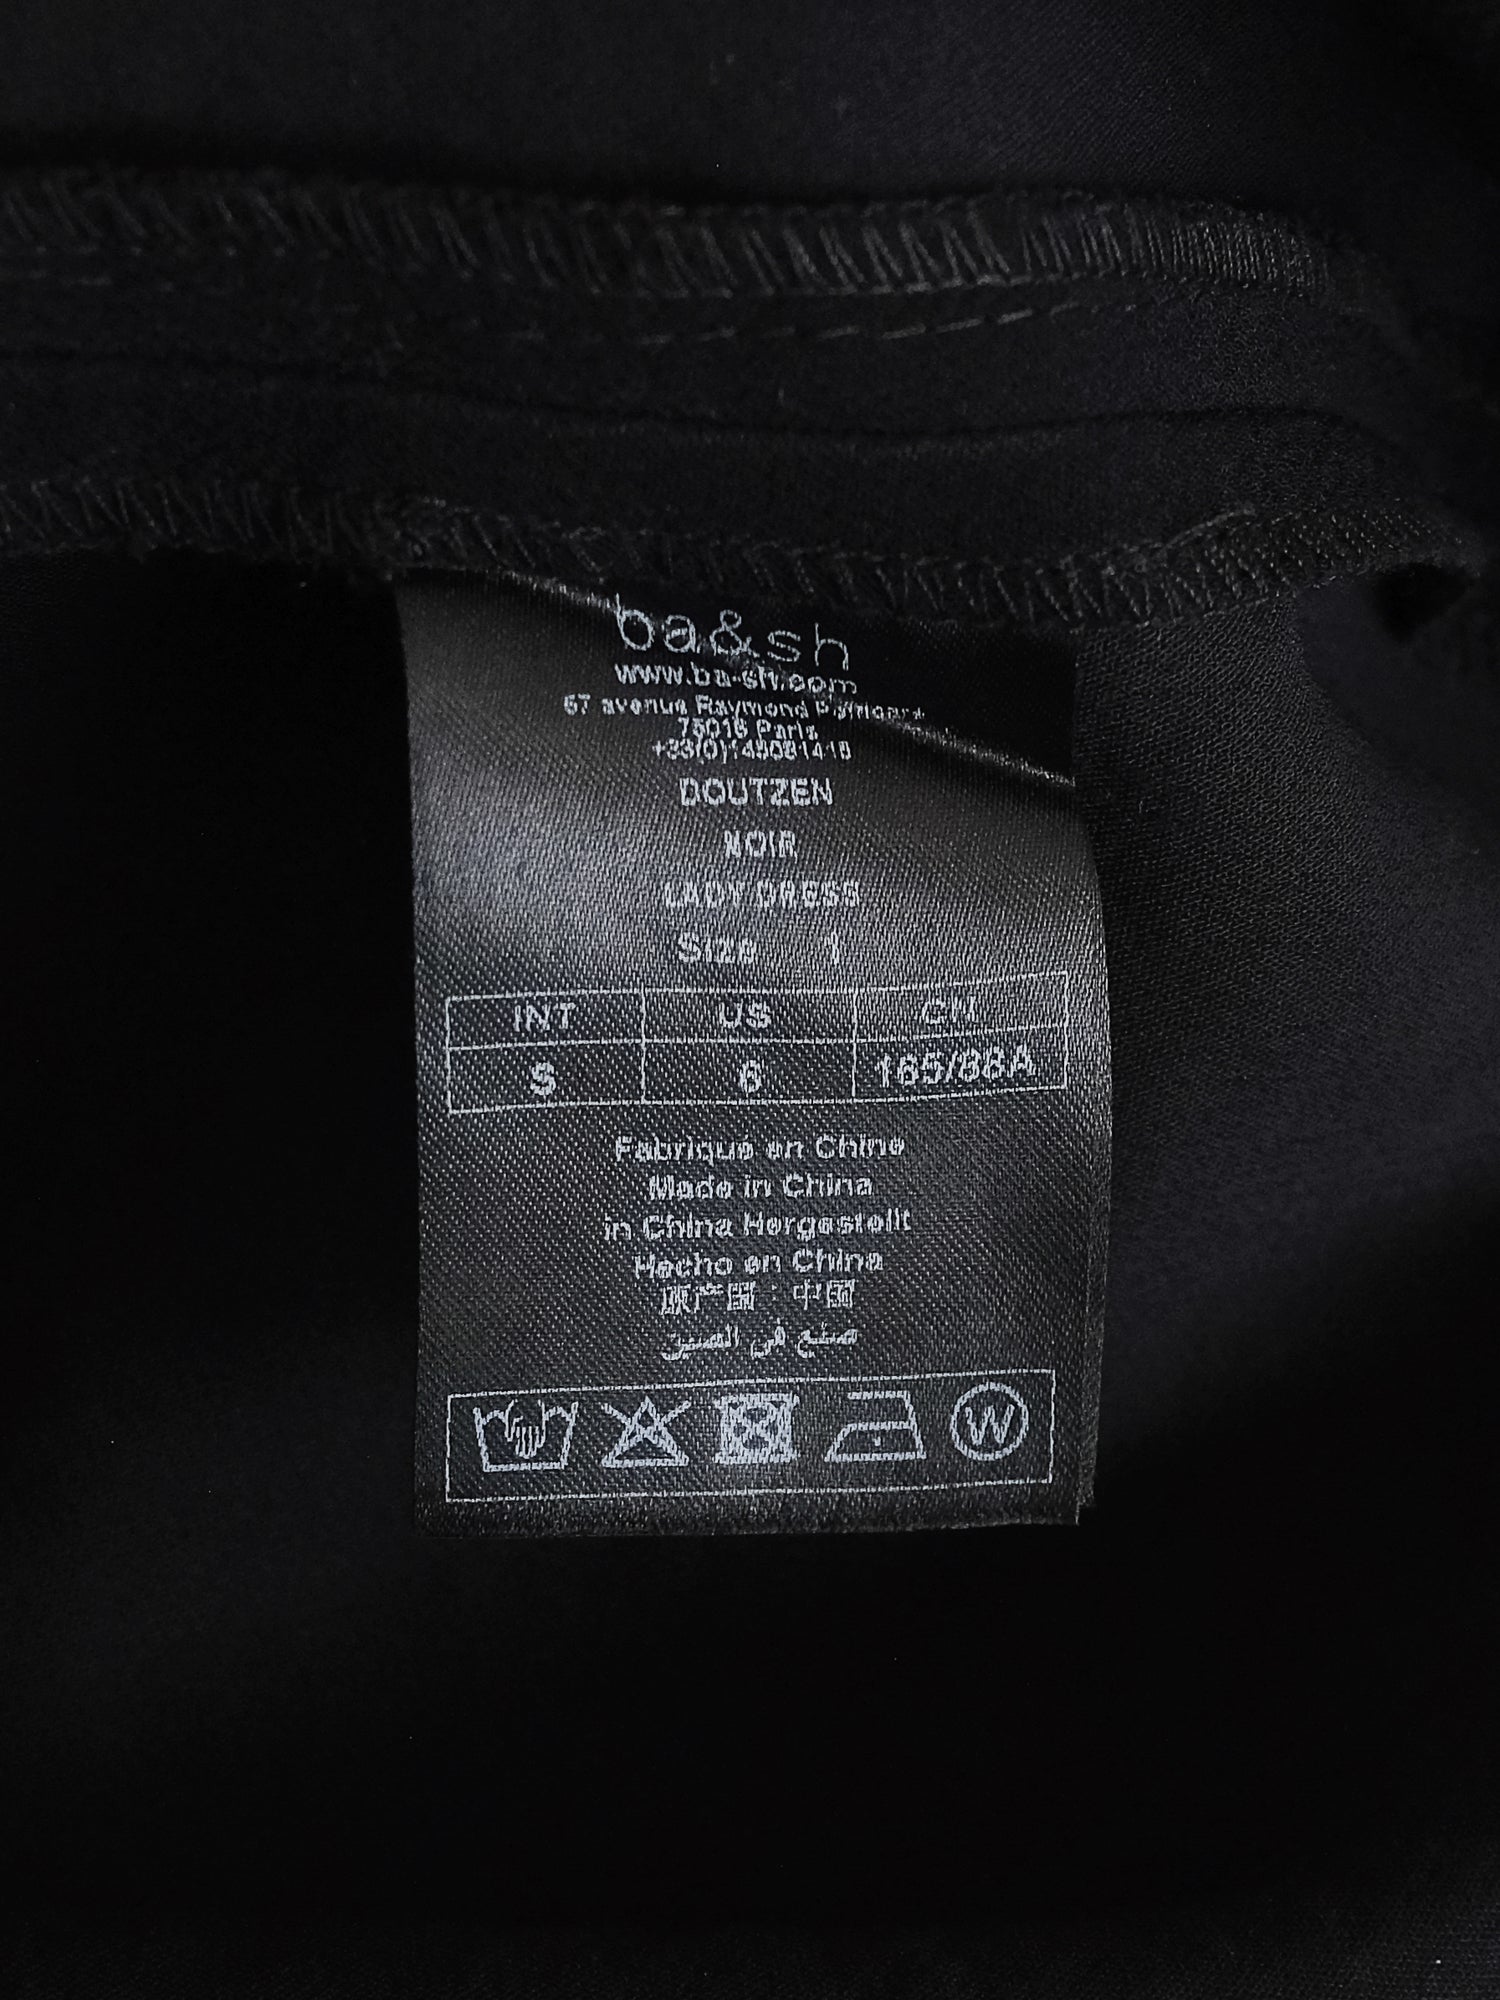 ba&sh
www.ba-sh.com
67 avenue Raymond
75016 Paris
DOUTZEN
NOIR
LADY DRESS
Size 1
INT US CN
S 6 165/88A
Fabriqué en Chine
Made in China
in China Hergestellt
Hecho en China
原产国：中国
صنع في الصين
W